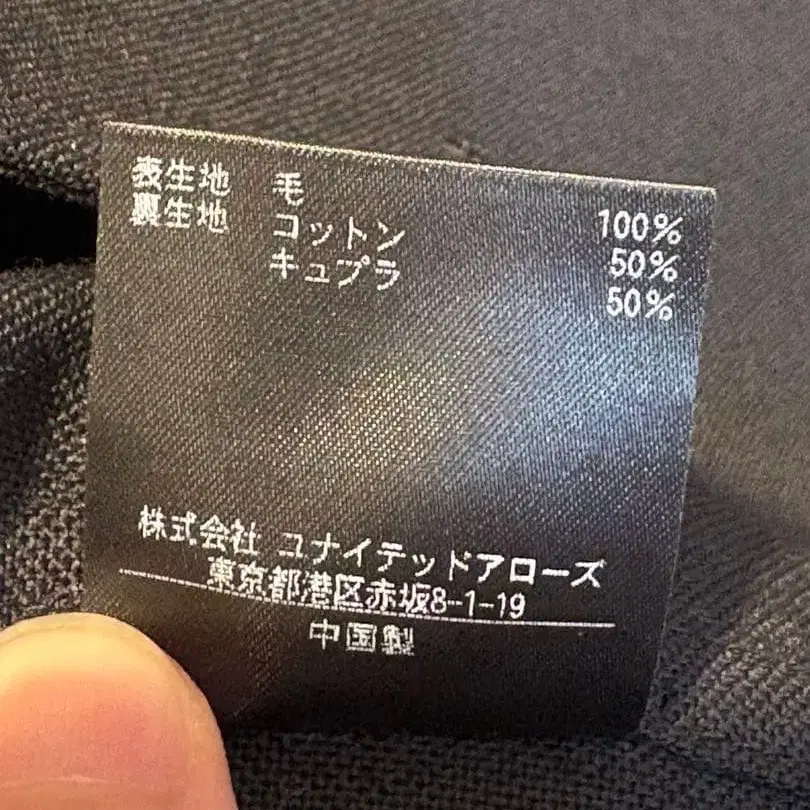 表生地 毛 100%
裏生地 コットン 50%
キュプラ 50%
株式会社 ユナイテッドアローズ
東京都港区赤坂8-1-19
中国製